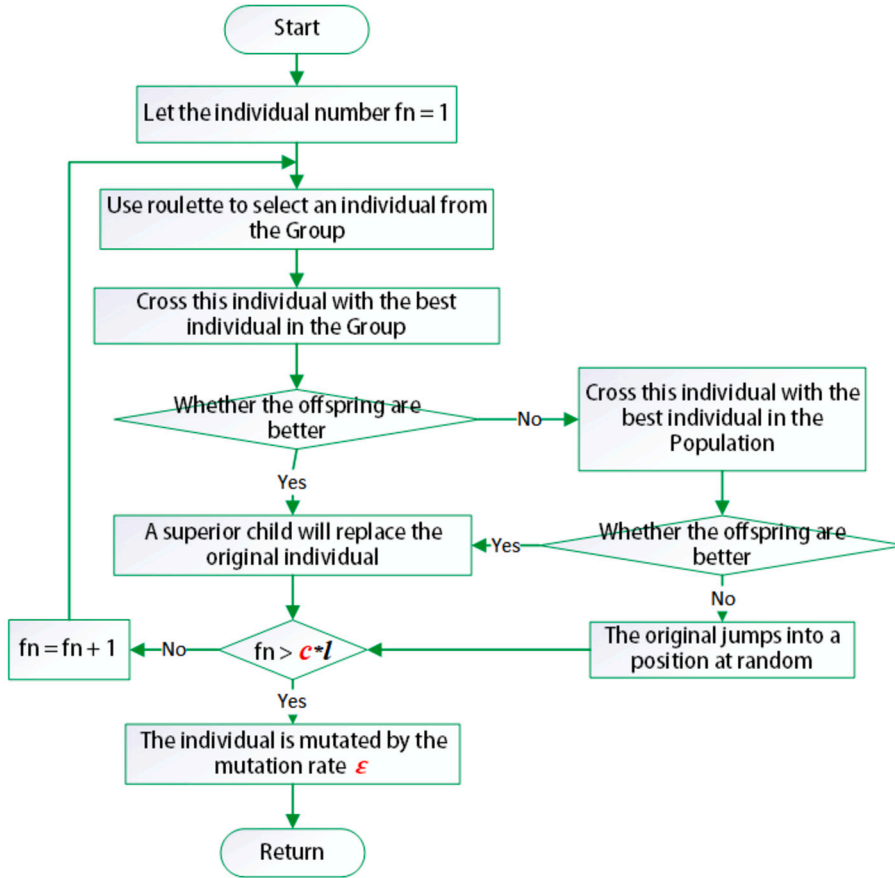 Start
Let the individual number fn = 1
Use roulette to select an individual from
the Group
Cross this individual with the best
individual in the Group
Whether the offspring are
better
No
Cross this individual with the
best individual in the
Population
Yes
A superior child will replace the
original individual
Yes
Whether the offspring are
better
No
The original jumps into a
position at random
fn = fn + 1
No
fn > c*l
Yes
The individual is mutated by the
mutation rate ε
Return